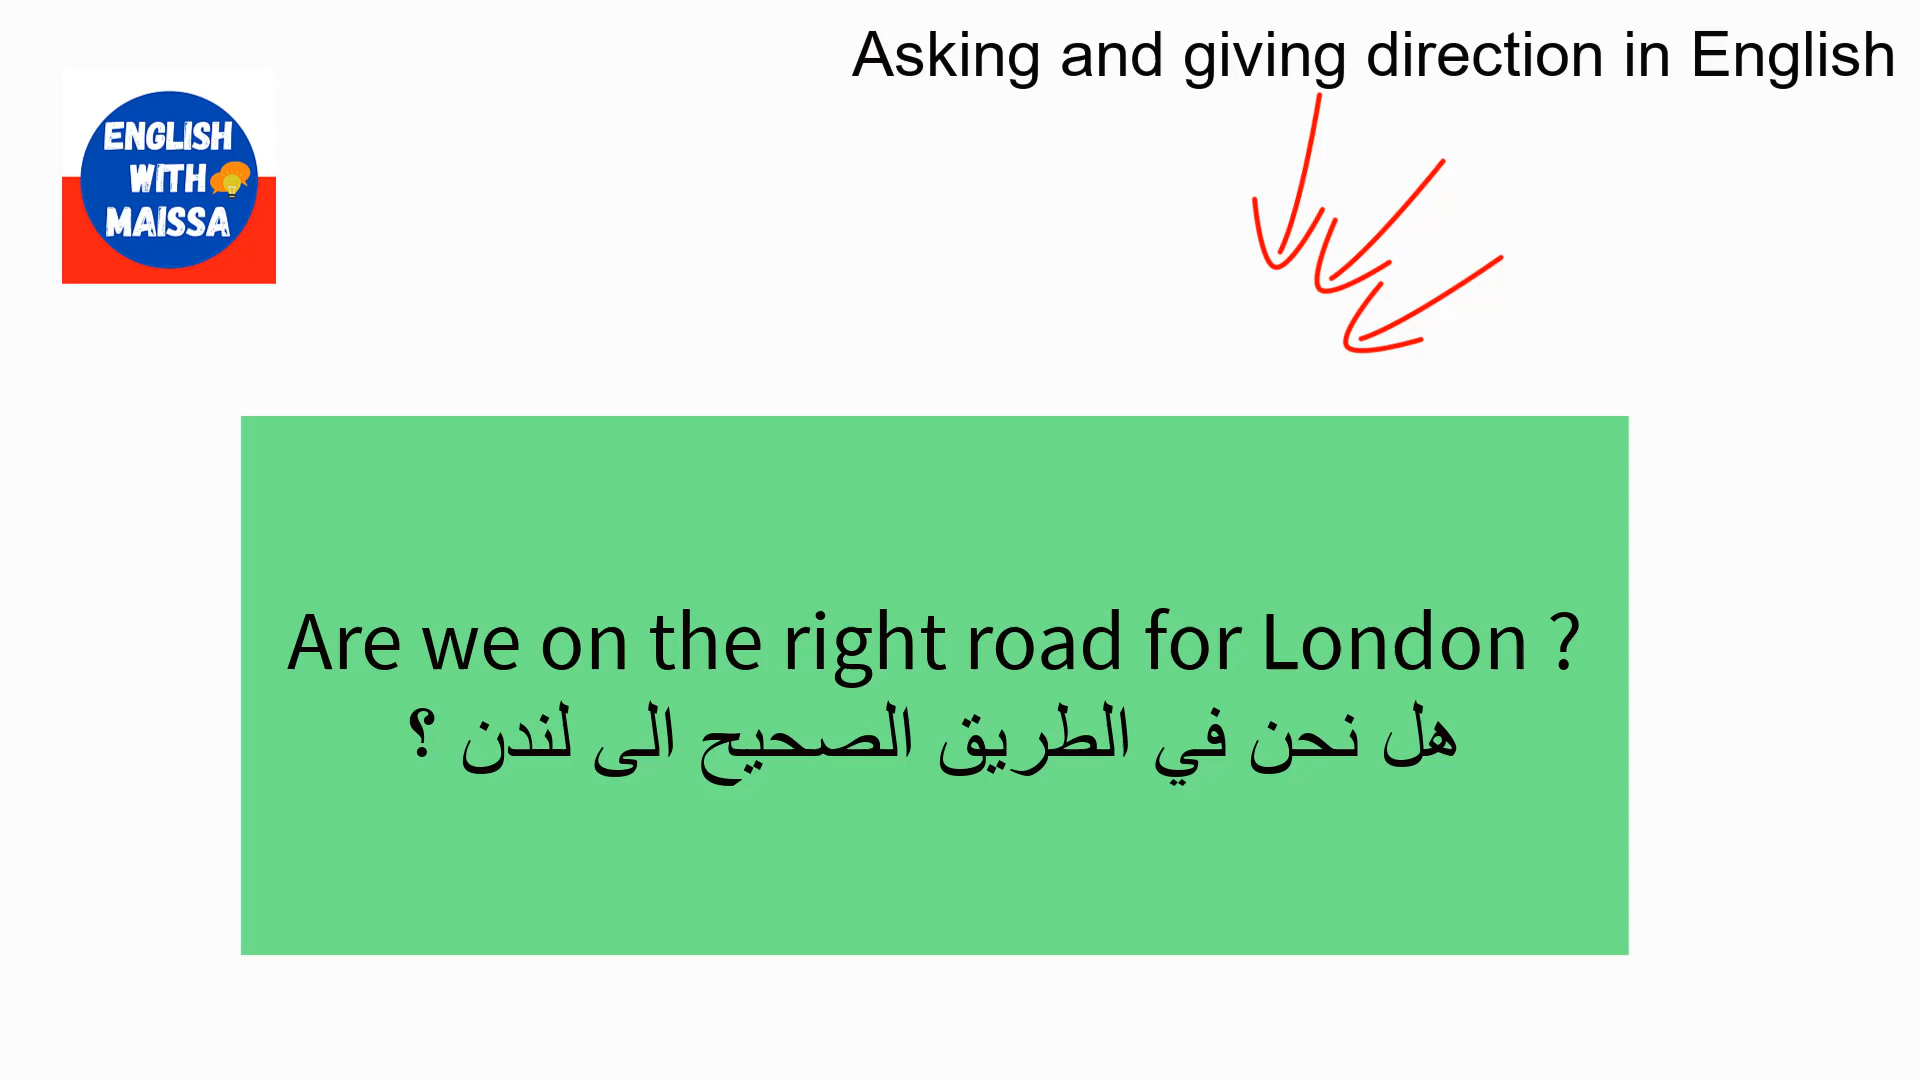 Asking and giving direction in English
ENGLISH
WITH
MAISSA
Are we on the right road for London ?
هل نحن في الطريق الصحيح الى لندن ؟